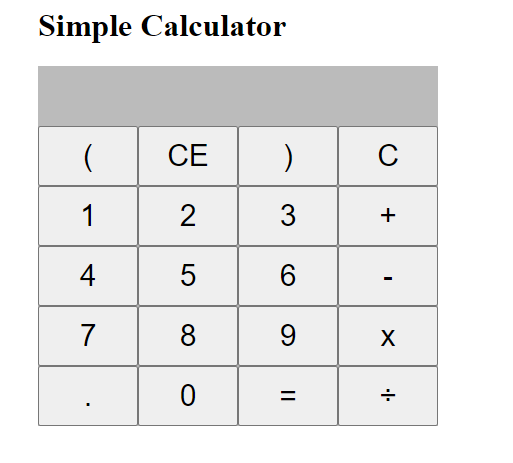 Simple Calculator
( CE ) C
1 2 3 +
4 5 6 -
7 8 9 x
. 0 = ÷